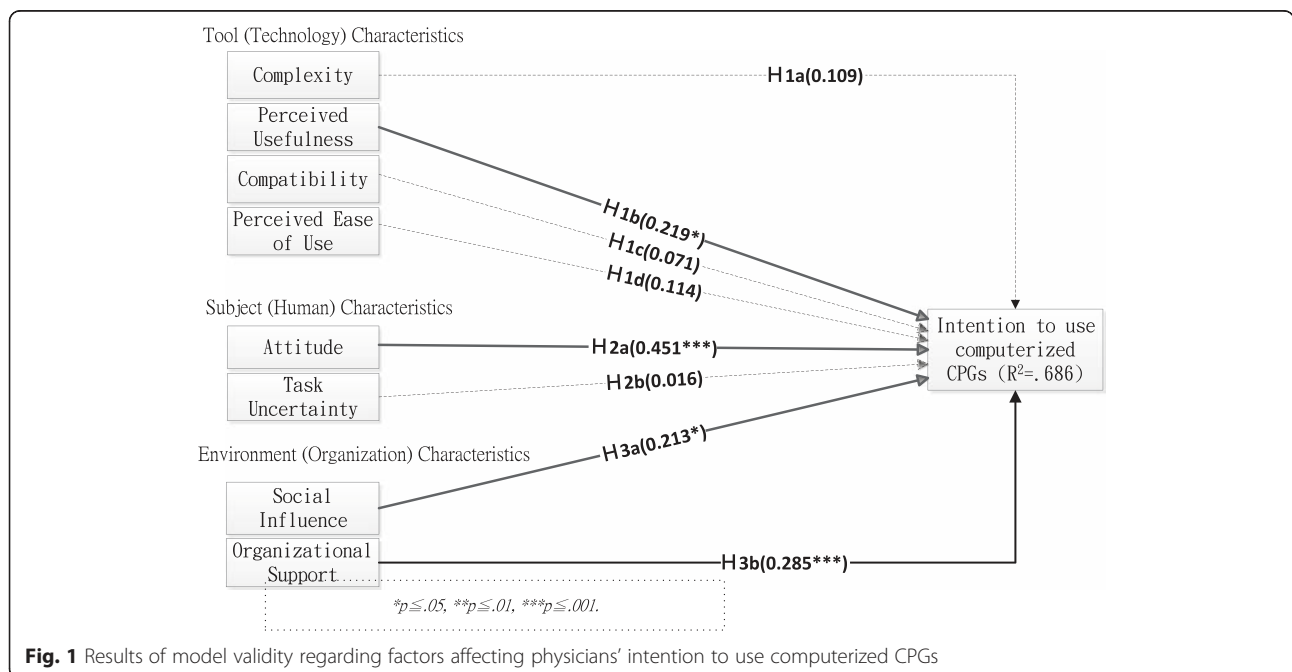 Tool (Technology) Characteristics
Complexity
H1a(0.109)
Perceived
Usefulness
Compatibility
Perceived Ease
of Use
H1b(0.219*)
H1c(0.071)
H1d(0.114)
Subject (Human) Characteristics
Attitude
H2a(0.451***)
Task
Uncertainty
H2b(0.016)
Intention to use
computerized
CPGs (R²=.686)
Environment (Organization) Characteristics
H3a(0.213*)
Social
Influence
Organizational
Support
H3b(0.285***)
*p≦.05, **p≦.01, ***p≦.001.
Fig. 1 Results of model validity regarding factors affecting physicians’ intention to use computerized CPGs